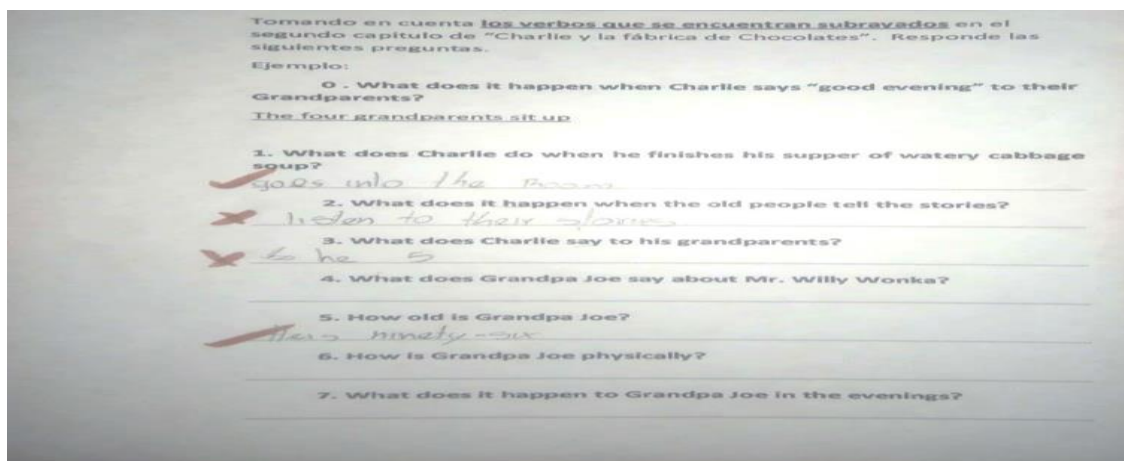 Tomando en cuenta los verbos que se encuentran subrayados en el
segundo capitulo de "Charlie y la fábrica de Chocolates". Responde las
siguientes preguntas.
Ejemplo:
0 . What does it happen when Charlie says "good evening" to their
Grandparents?
The four grandparents sit up
1. What does Charlie do when he finishes his supper of watery cabbage
soup?
goes into the Room
2. What does it happen when the old people tell the stories?
listen to their stories
3. What does Charlie say to his grandparents?
he
4. What does Grandpa Joe say about Mr. Willy Wonka?
5. How old is Grandpa Joe?
ninety-six
6. How is Grandpa Joe physically?
7. What does it happen to Grandpa Joe in the evenings?